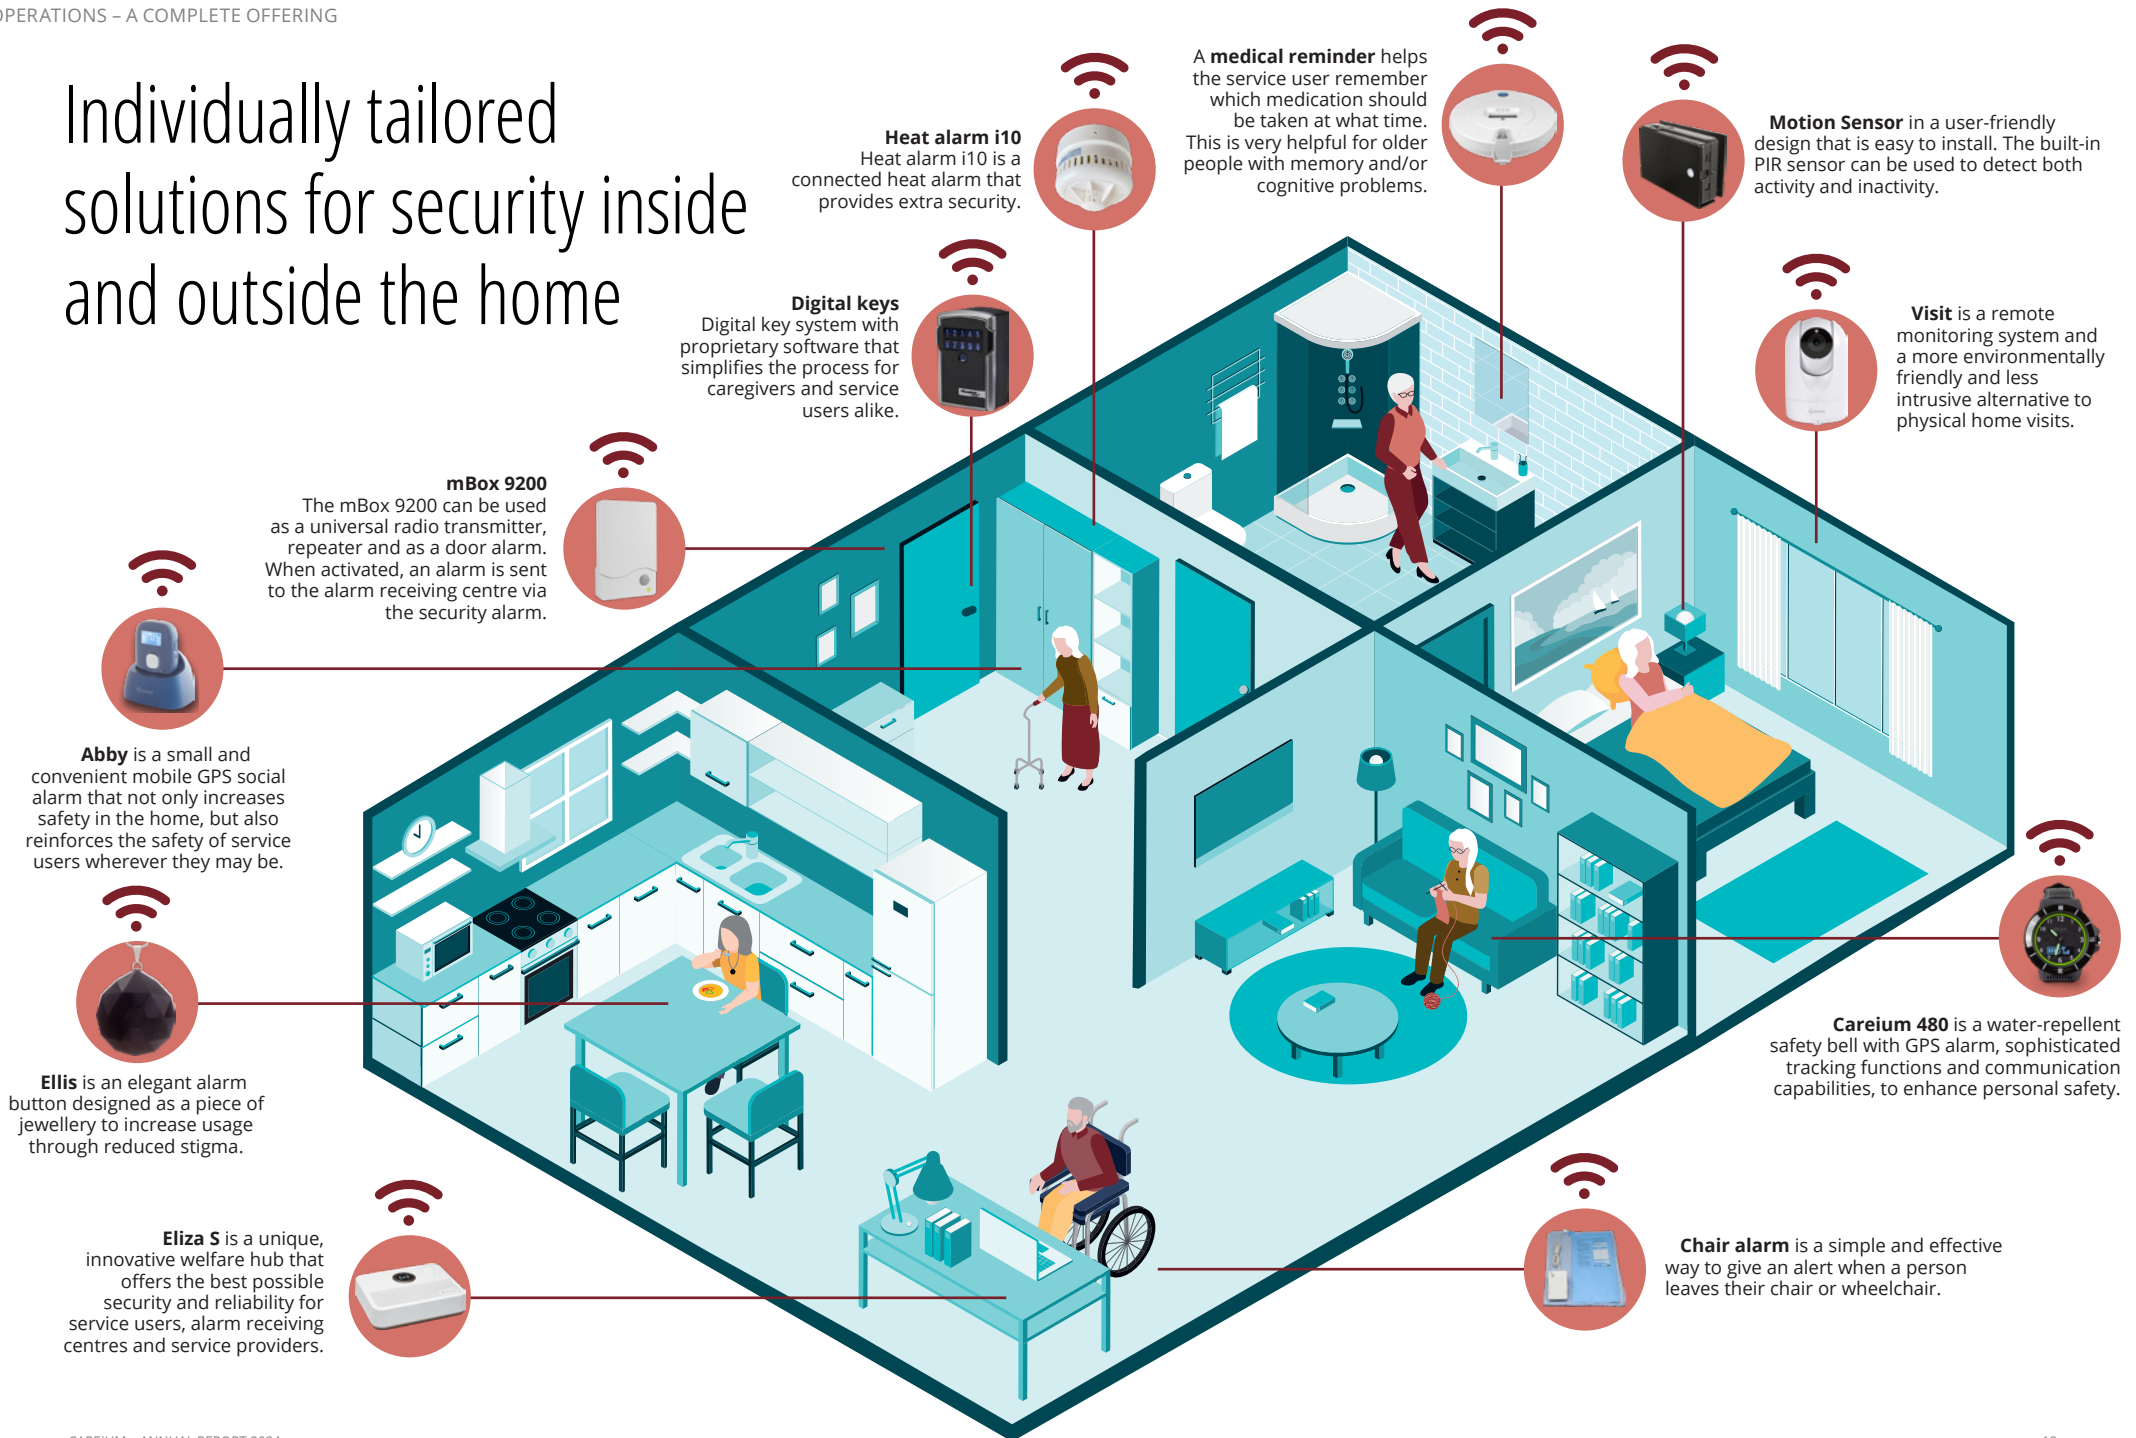 OPERATIONS – A COMPLETE OFFERING
Individually tailored
solutions for security inside
and outside the home
Heat alarm i10
Heat alarm i10 is a
connected heat alarm that
provides extra security.
A medical reminder helps
the service user remember
which medication should
be taken at what time.
This is very helpful for older
people with memory and/or
cognitive problems.
Motion Sensor in a user-friendly
design that is easy to install. The built-in
PIR sensor can be used to detect both
activity and inactivity.
Digital keys
Digital key system with
proprietary software that
simplifies the process for
caregivers and service
users alike.
Visit is a remote
monitoring system and
a more environmentally
friendly and less
intrusive alternative to
physical home visits.
mBox 9200
The mBox 9200 can be used
as a universal radio transmitter,
repeater and as a door alarm.
When activated, an alarm is sent
to the alarm receiving centre via
the security alarm.
Abby is a small and
convenient mobile GPS social
alarm that not only increases
safety in the home, but also
reinforces the safety of service
users wherever they may be.
Ellis is an elegant alarm
button designed as a piece of
jewellery to increase usage
through reduced stigma.
Careium 480 is a water-repellent
safety bell with GPS alarm, sophisticated
tracking functions and communication
capabilities, to enhance personal safety.
Eliza S is a unique,
innovative welfare hub that
offers the best possible
security and reliability for
service users, alarm receiving
centres and service providers.
Chair alarm is a simple and effective
way to give an alert when a person
leaves their chair or wheelchair.